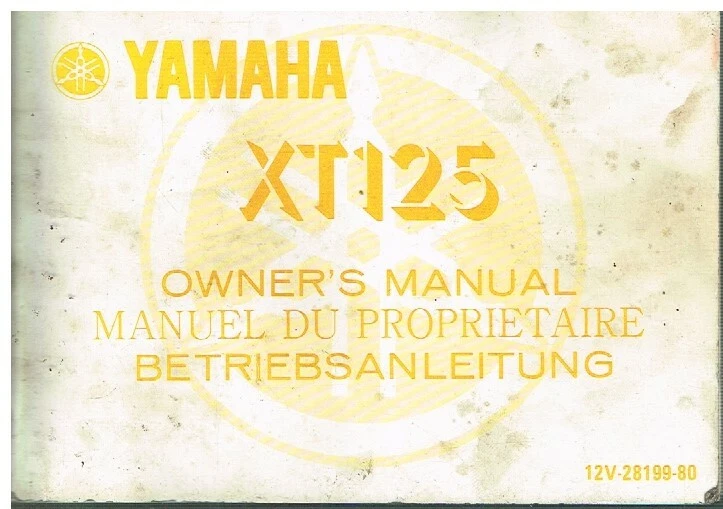 YAMAHA
XT125
OWNER'S MANUAL
MANUEL DU PROPRIETAIRE
BETRIEBSANLEITUNG
12V-28199-80